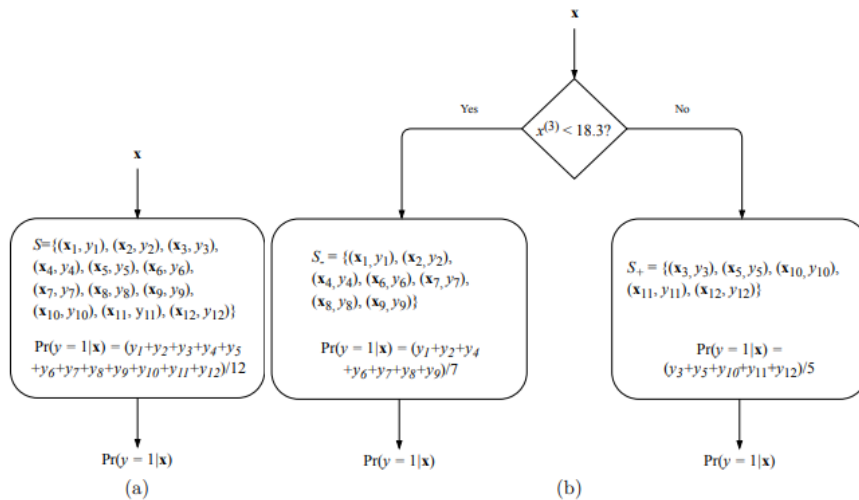 x
S={(x₁, y₁), (x₂, y₂), (x₃, y₃),
(x₄, y₄), (x₅, y₅), (x₆, y₆),
(x₇, y₇), (x₈, y₈), (x₉, y₉),
(x₁₀, y₁₀), (x₁₁, y₁₁), (x₁₂, y₁₂)}
Pr(y = 1|x) = (y₁+y₂+y₃+y₄+y₅
+y₆+y₇+y₈+y₉+y₁₀+y₁₁+y₁₂)/12
Pr(y = 1|x)
(a)
x
x⁽³⁾ < 18.3?
Yes
No
S₋ = {(x₁, y₁), (x₂, y₂),
(x₄, y₄), (x₆, y₆), (x₇, y₇),
(x₈, y₈), (x₉, y₉)}
Pr(y = 1|x) = (y₁+y₂+y₄
+y₆+y₇+y₈+y₉)/7
Pr(y = 1|x)
S₊ = {(x₃, y₃), (x₅, y₅), (x₁₀, y₁₀),
(x₁₁, y₁₁), (x₁₂, y₁₂)}
Pr(y = 1|x) =
(y₃+y₅+y₁₀+y₁₁+y₁₂)/5
Pr(y = 1|x)
(b)